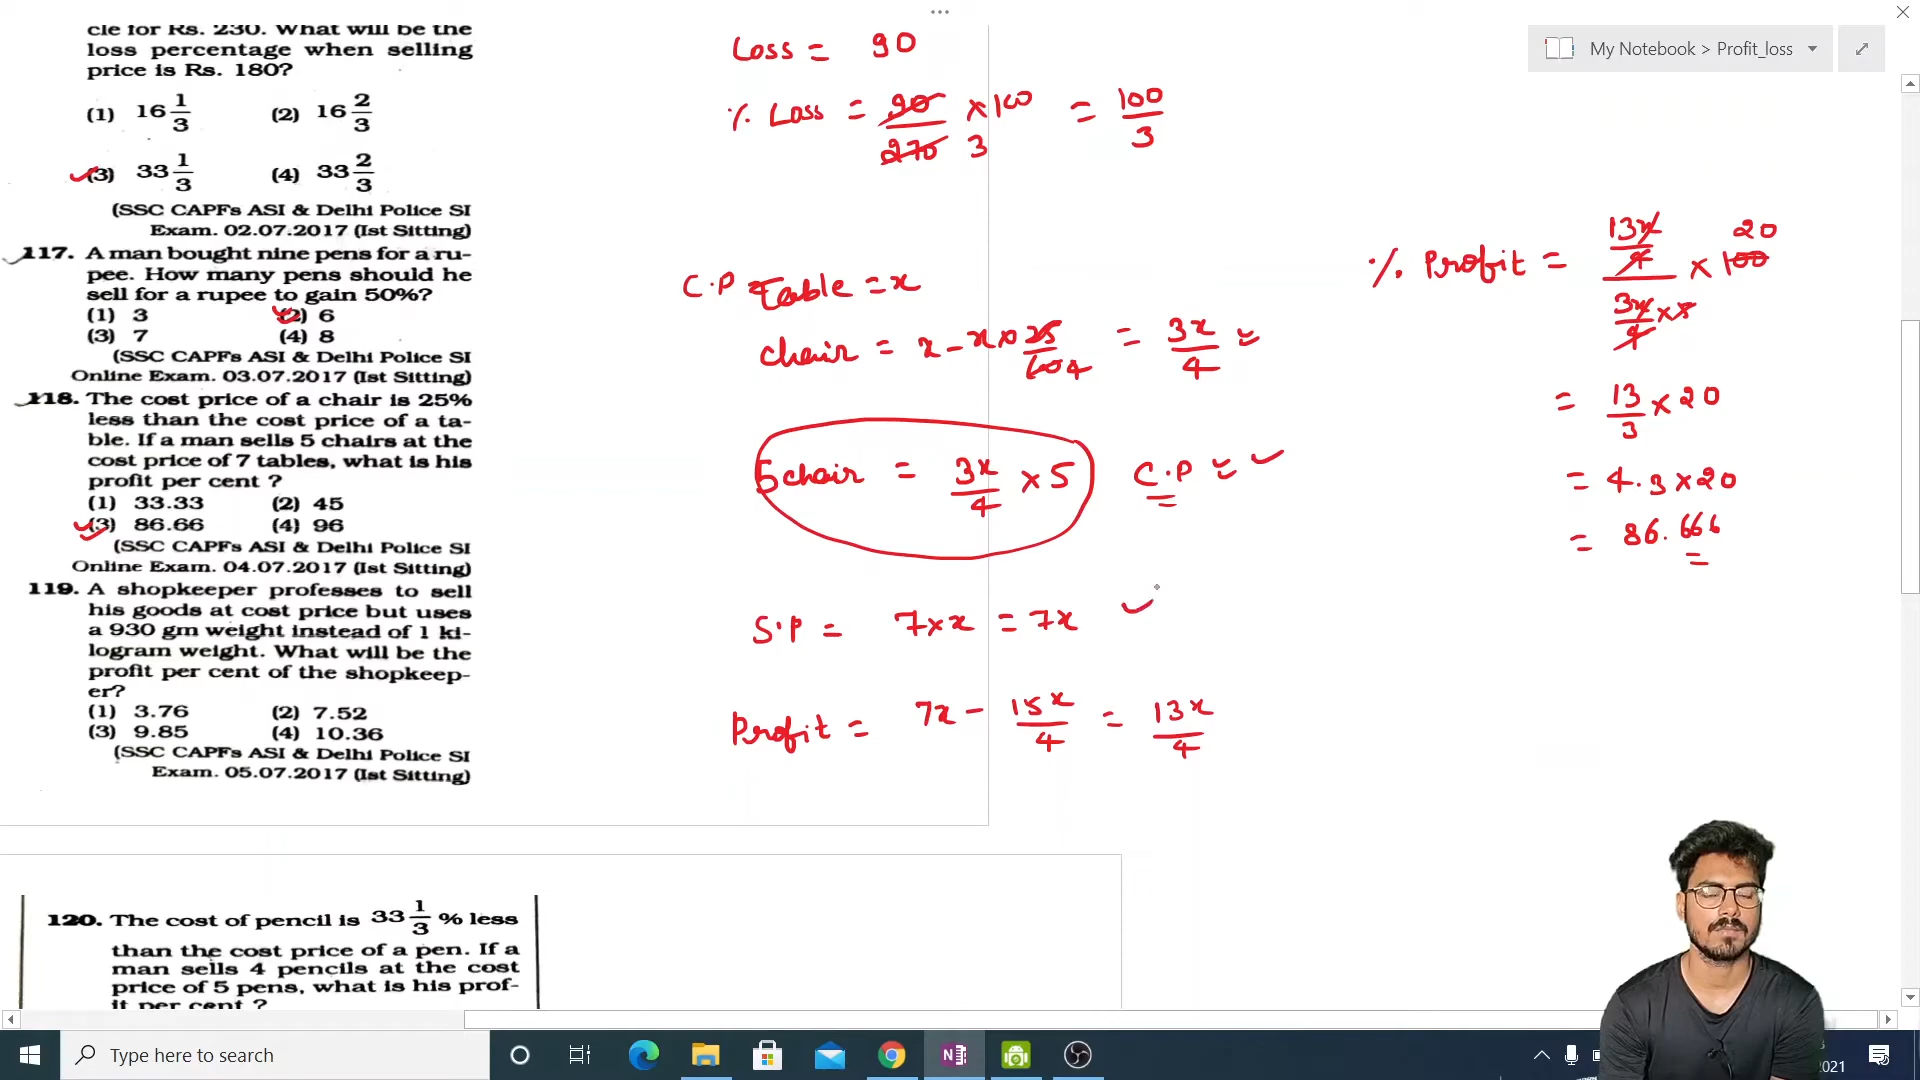 cle for Rs. 230. What will be the
loss percentage when selling
price is Rs. 180?
(1) 16 1/3 (2) 16 2/3
(3) 33 1/3 (4) 33 2/3
(SSC CAPFs ASI & Delhi Police SI
Exam. 02.07.2017 (Ist Sitting)
117. A man bought nine pens for a ru-
pee. How many pens should he
sell for a rupee to gain 50%?
(1) 3 (2) 6
(3) 7 (4) 8
(SSC CAPFs ASI & Delhi Police SI
Online Exam. 03.07.2017 (Ist Sitting)
118. The cost price of a chair is 25%
less than the cost price of a ta-
ble. If a man sells 5 chairs at the
cost price of 7 tables, what is his
profit per cent ?
(1) 33.33 (2) 45
(3) 86.66 (4) 96
(SSC CAPFs ASI & Delhi Police SI
Online Exam. 04.07.2017 (Ist Sitting)
119. A shopkeeper professes to sell
his goods at cost price but uses
a 930 gm weight instead of 1 ki-
logram weight. What will be the
profit per cent of the shopkeep-
er?
(1) 3.76 (2) 7.52
(3) 9.85 (4) 10.36
(SSC CAPFs ASI & Delhi Police SI
Exam. 05.07.2017 (Ist Sitting)
120. The cost of pencil is 33 1/3 % less
than the cost price of a pen. If a
man sells 4 pencils at the cost
price of 5 pens, what is his prof-
it per cent ?
Loss = 90
% Loss = 90/270 3 × 100 = 100/3
C.P = Table = x
chair = x - x × 25/100 4 = 3x/4
5 chair = 3x/4 × 5 C.P
S.P = 7 × x = 7x
Profit = 7x - 15x/4 = 13x/4
% Profit = 13x/4 / 3x/4 × 5 × 100 20
= 13/3 × 20
= 4.3 × 20
= 86.666
My Notebook > Profit_loss
Type here to search
2021